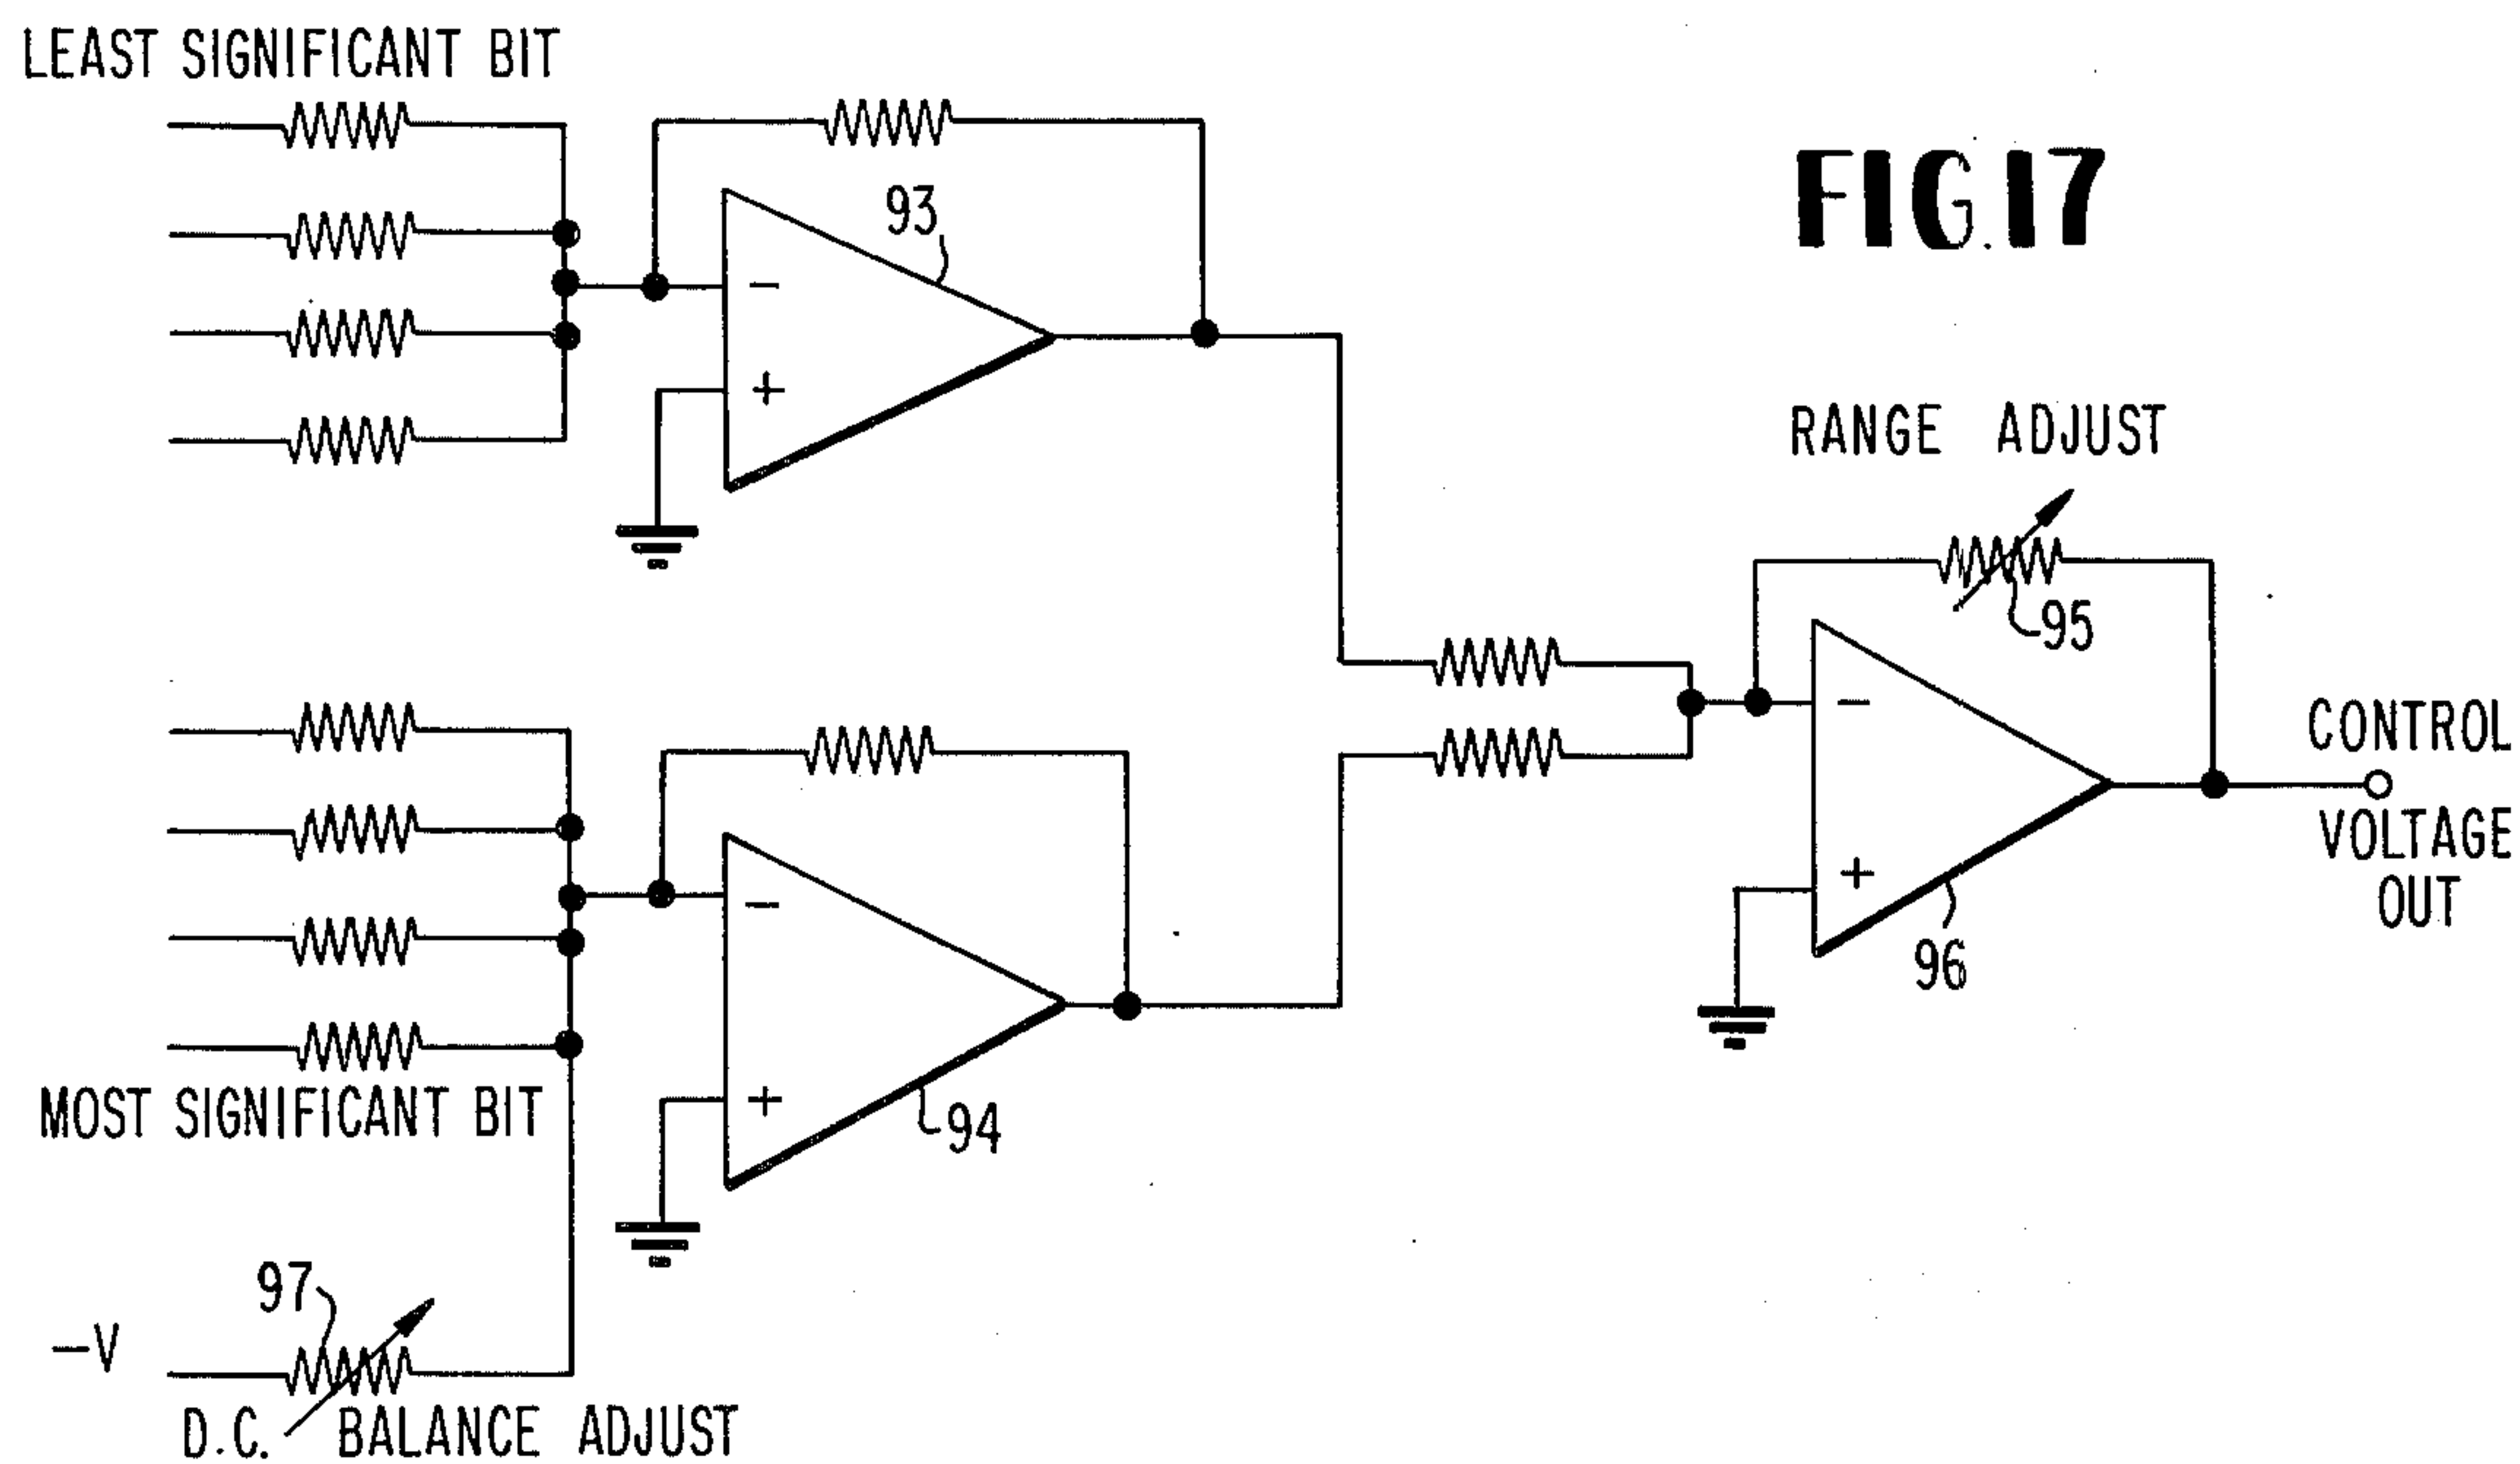 LEAST SIGNIFICANT BIT
93
−
+
FIG.17
RANGE ADJUST
95
−
+
96
CONTROL
VOLTAGE
OUT
−
+
94
MOST SIGNIFICANT BIT
97
−V
D.C. BALANCE ADJUST